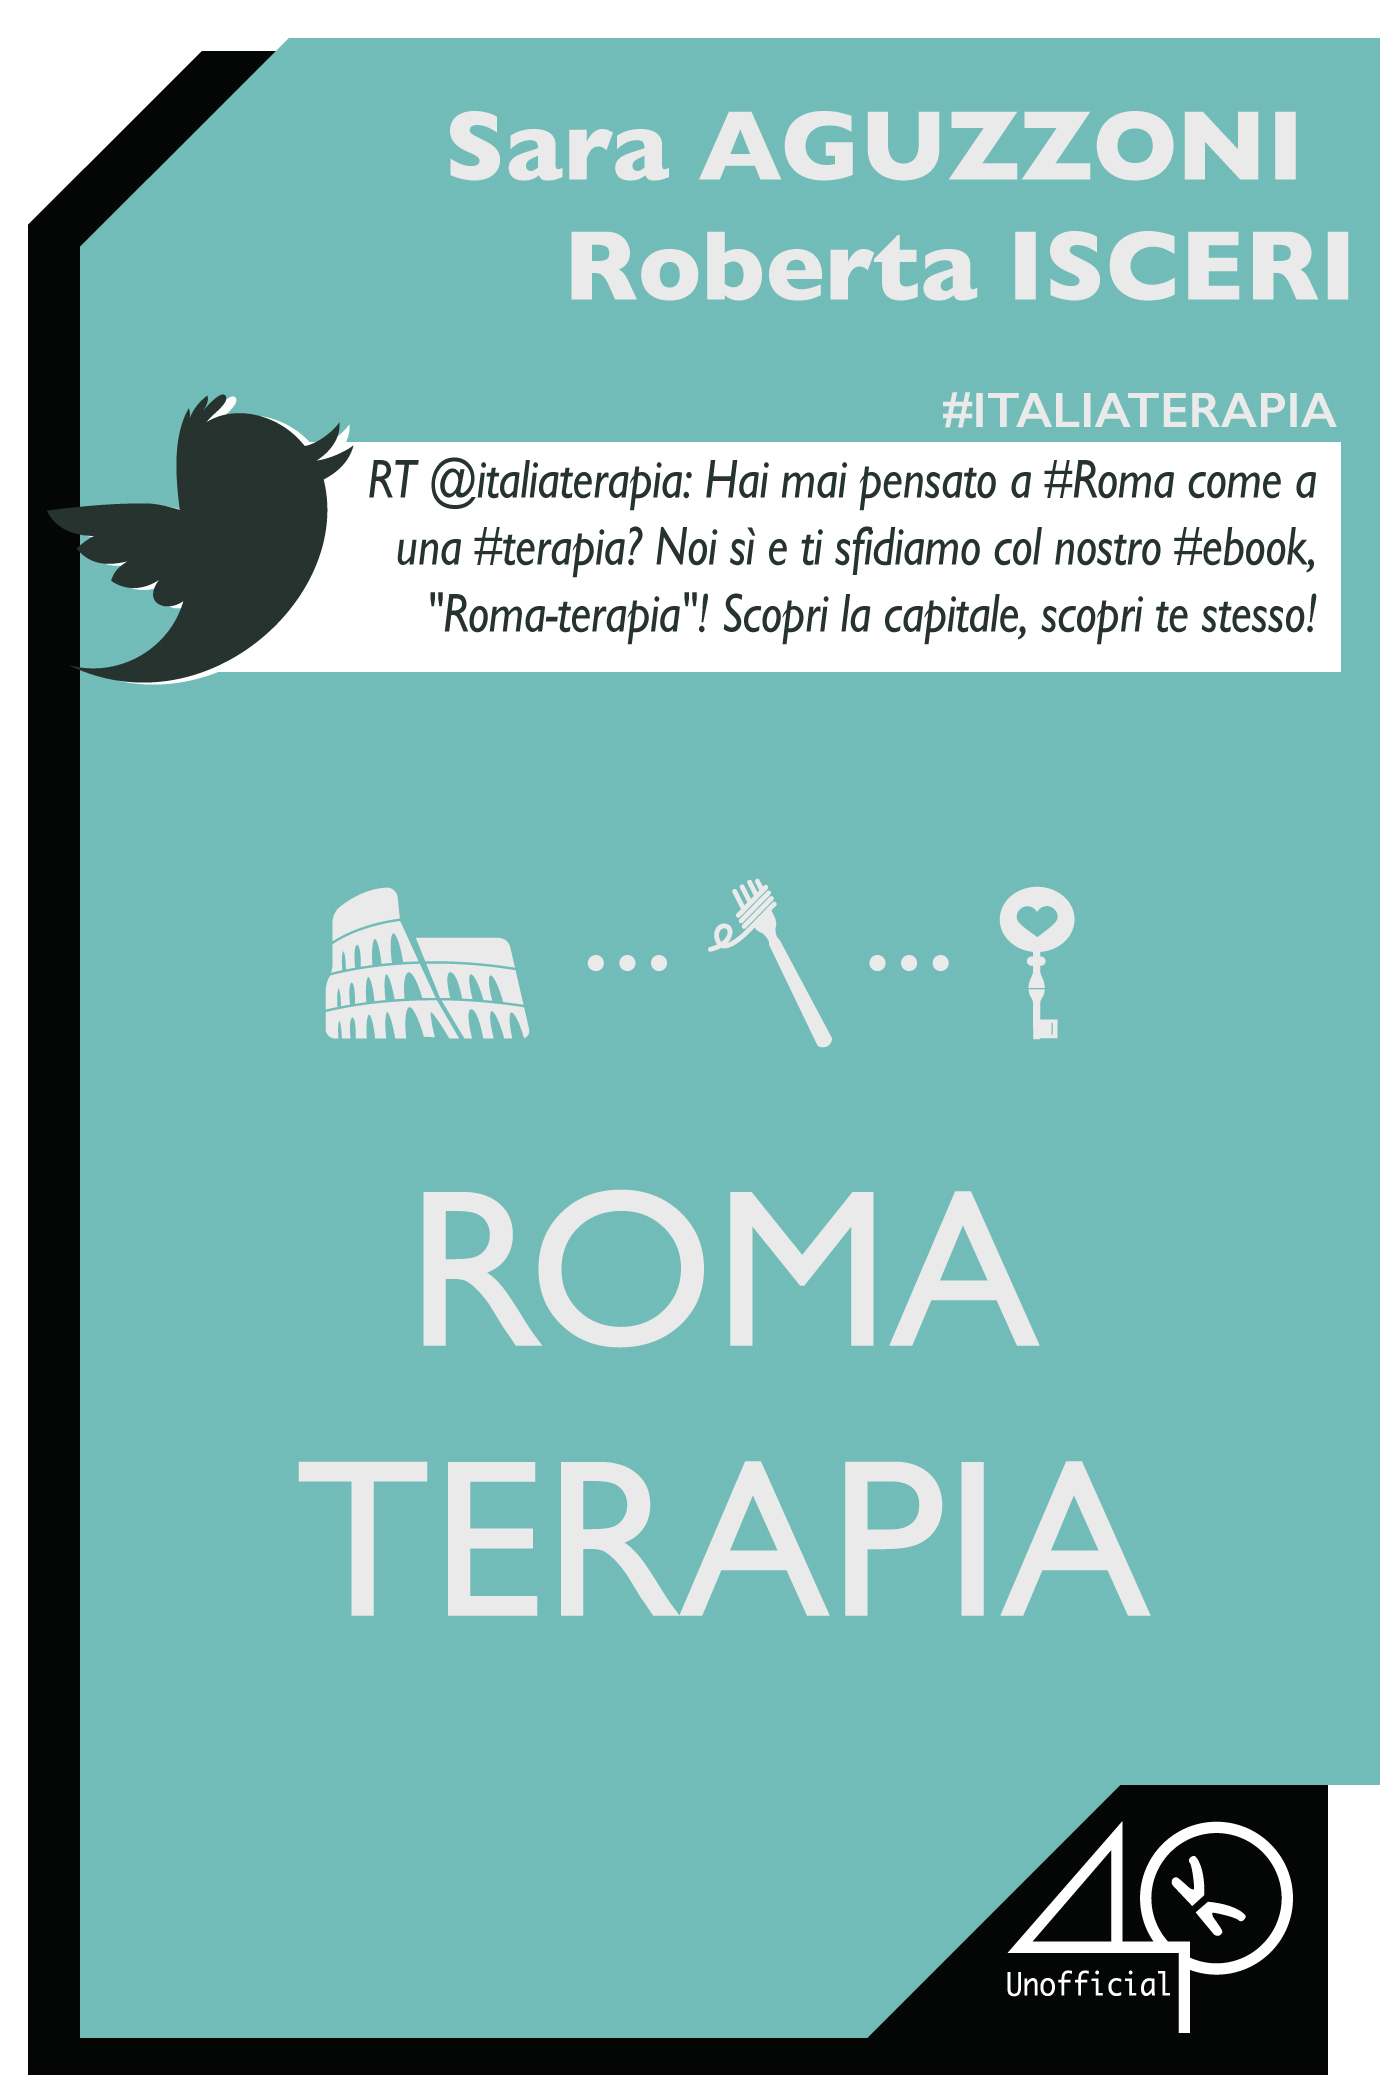 Sara AGUZZONI
Roberta ISCERI
#ITALIATERAPIA
RT @italiaterapia: Hai mai pensato a #Roma come a
una #terapia? Noi sì e ti sfidiamo col nostro #ebook,
"Roma-terapia"! Scopri la capitale, scopri te stesso!
ROMA
TERAPIA
40K
Unofficial